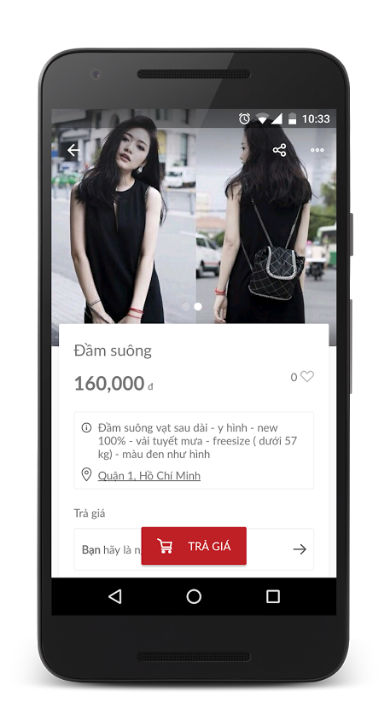 10:33
Đầm suông
160,000 đ
0
Đầm suông vạt sau dài - y hình - new
100% - vải tuyết mưa - freesize ( dưới 57
kg) - màu đen như hình
Quận 1, Hồ Chí Minh
Trả giá
Bạn hãy là
TRẢ GIÁ